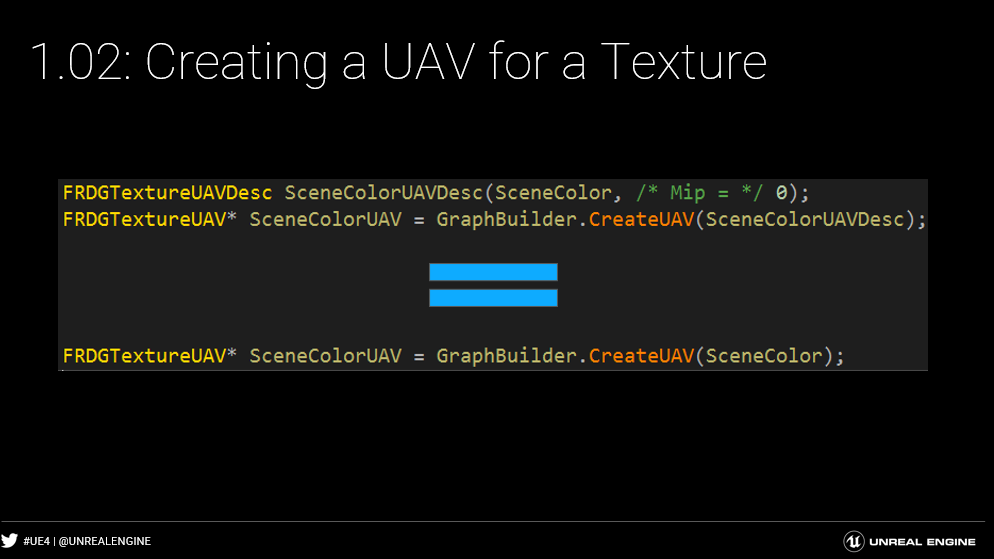 1.02: Creating a UAV for a Texture
FRDGTextureUAVDesc SceneColorUAVDesc(SceneColor, /* Mip = */ 0);
FRDGTextureUAV* SceneColorUAV = GraphBuilder.CreateUAV(SceneColorUAVDesc);
FRDGTextureUAV* SceneColorUAV = GraphBuilder.CreateUAV(SceneColor);
#UE4 | @UNREALENGINE
UNREAL ENGINE